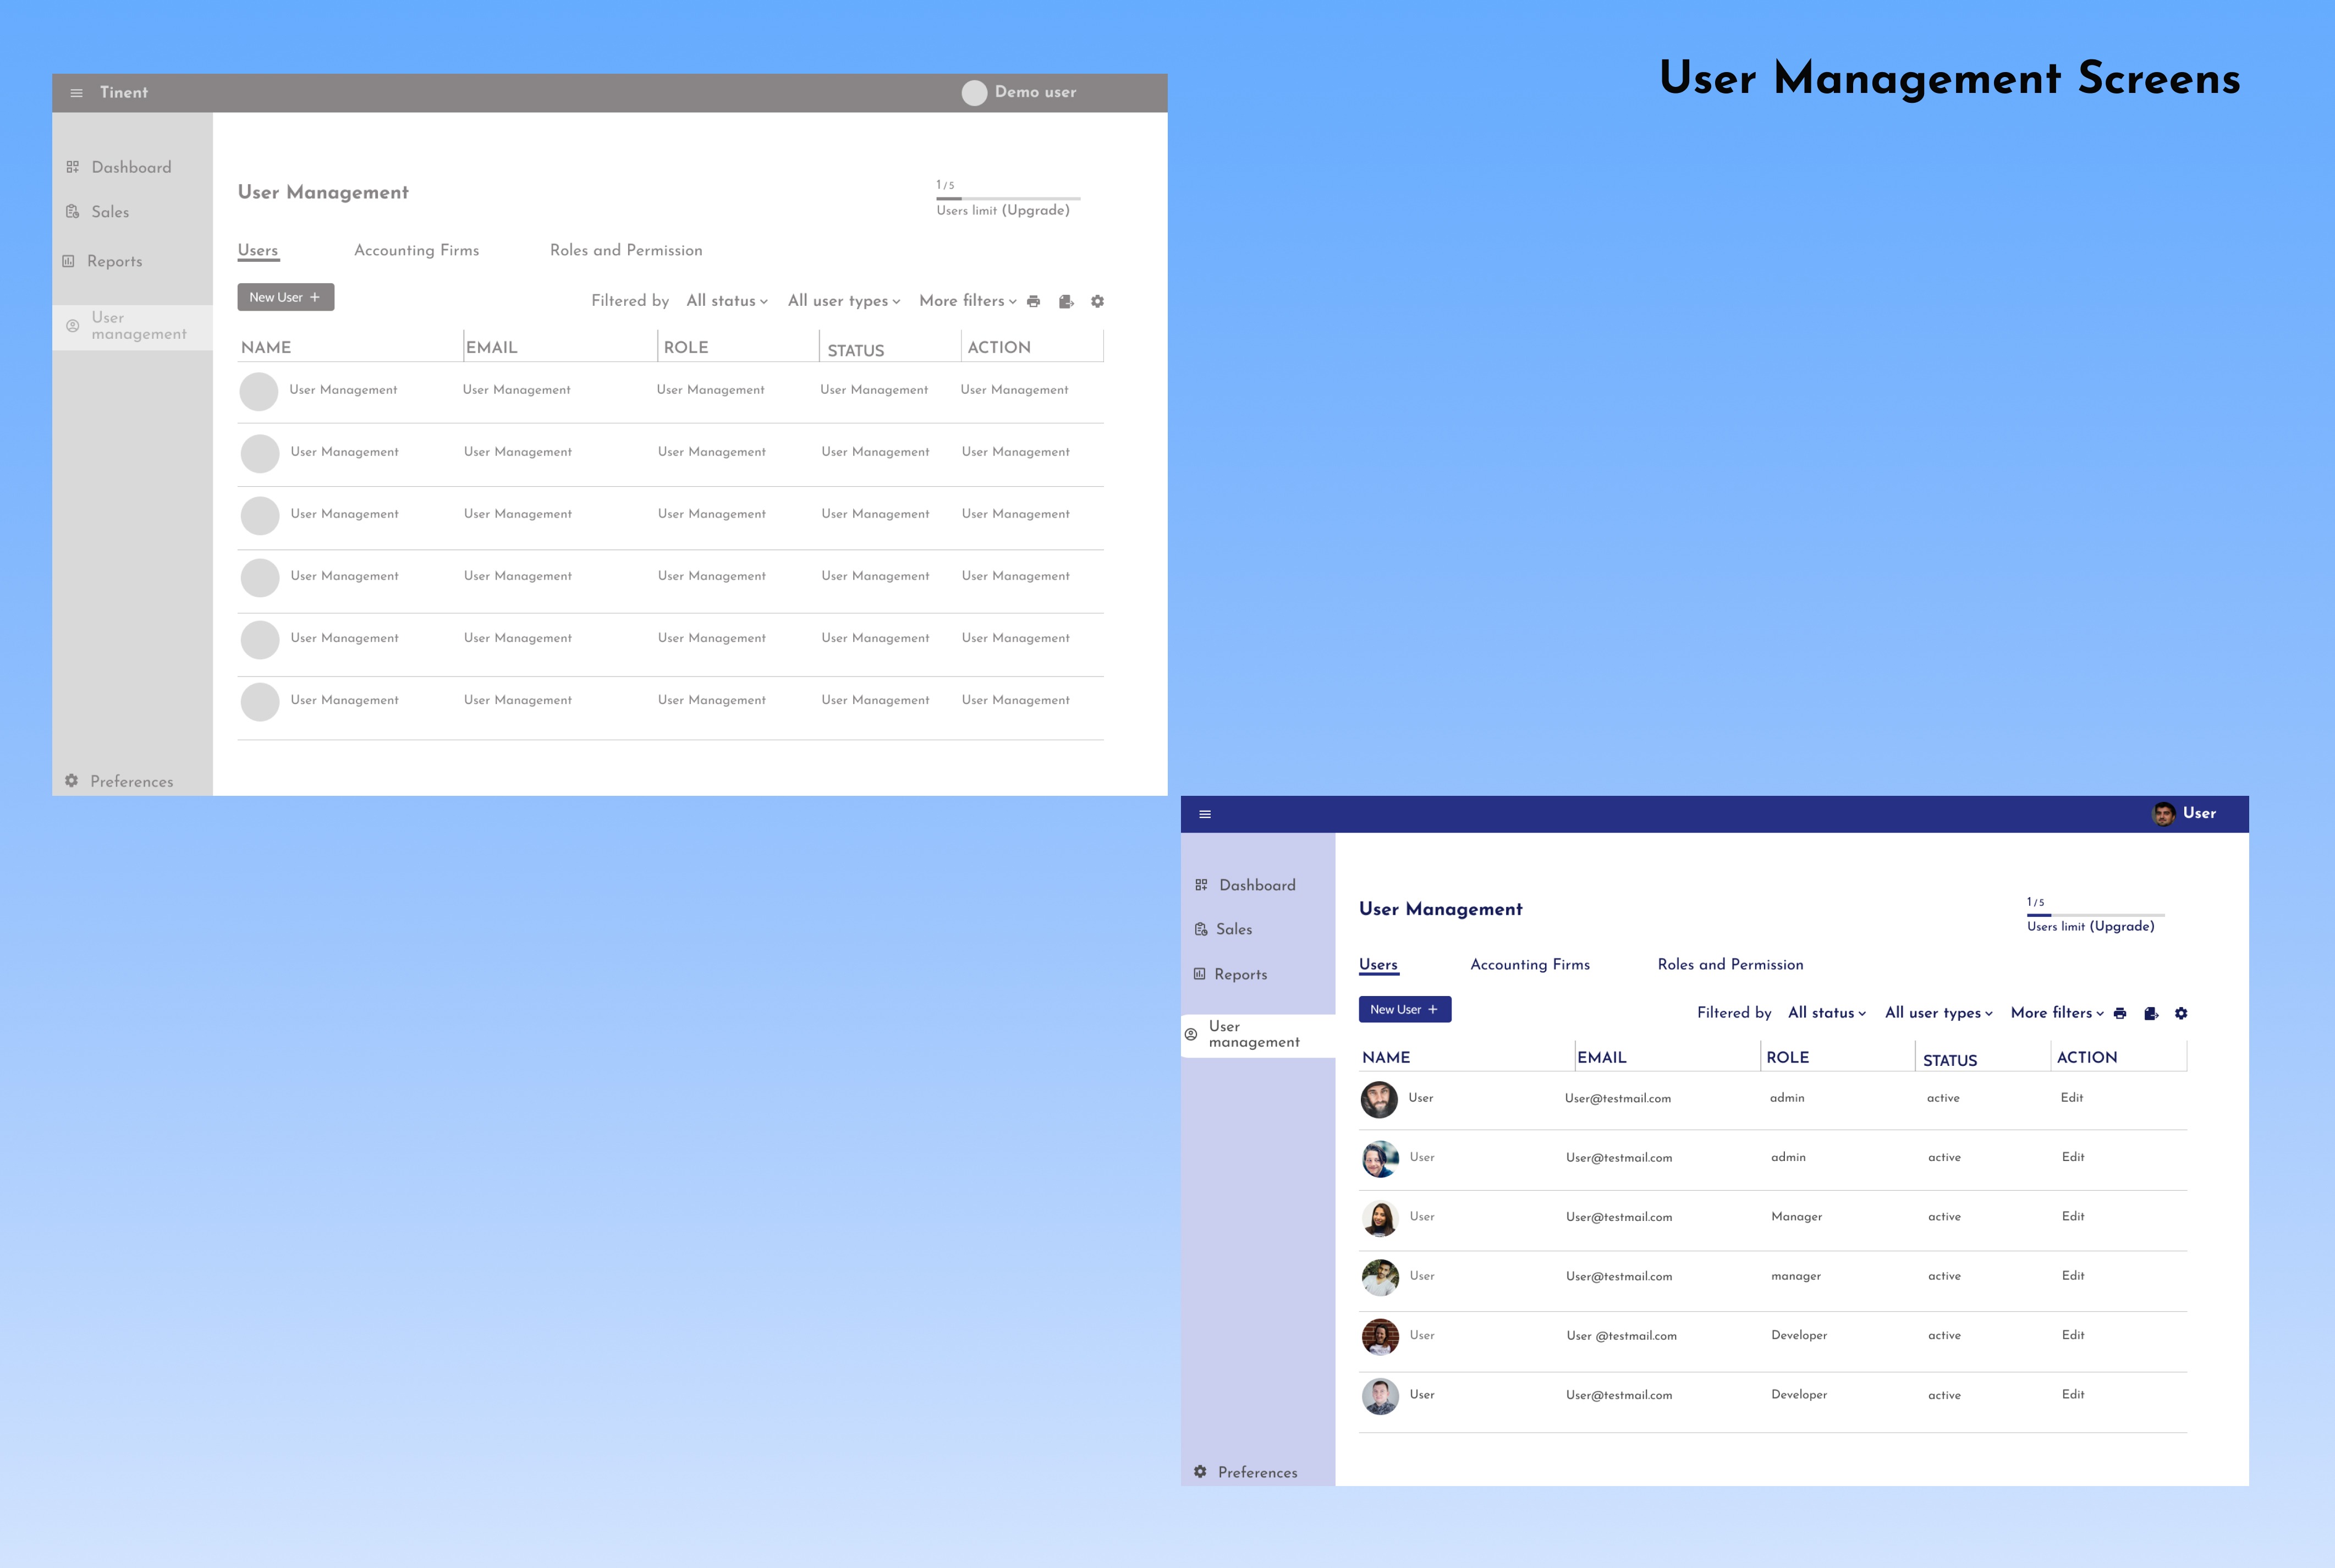 User Management Screens
Tinent
Demo user
Dashboard
Sales
Reports
User
management
Preferences
User Management
1 / 5
Users limit (Upgrade)
Users Accounting Firms Roles and Permission
New User +
Filtered by All status All user types More filters
NAME EMAIL ROLE STATUS ACTION
User Management User Management User Management User Management User Management
User Management User Management User Management User Management User Management
User Management User Management User Management User Management User Management
User Management User Management User Management User Management User Management
User Management User Management User Management User Management User Management
User Management User Management User Management User Management User Management
User
Dashboard
Sales
Reports
User
management
Preferences
User Management
1 / 5
Users limit (Upgrade)
Users Accounting Firms Roles and Permission
New User +
Filtered by All status All user types More filters
NAME EMAIL ROLE STATUS ACTION
User User@testmail.com admin active Edit
User User@testmail.com admin active Edit
User User@testmail.com Manager active Edit
User User@testmail.com manager active Edit
User User @testmail.com Developer active Edit
User User@testmail.com Developer active Edit